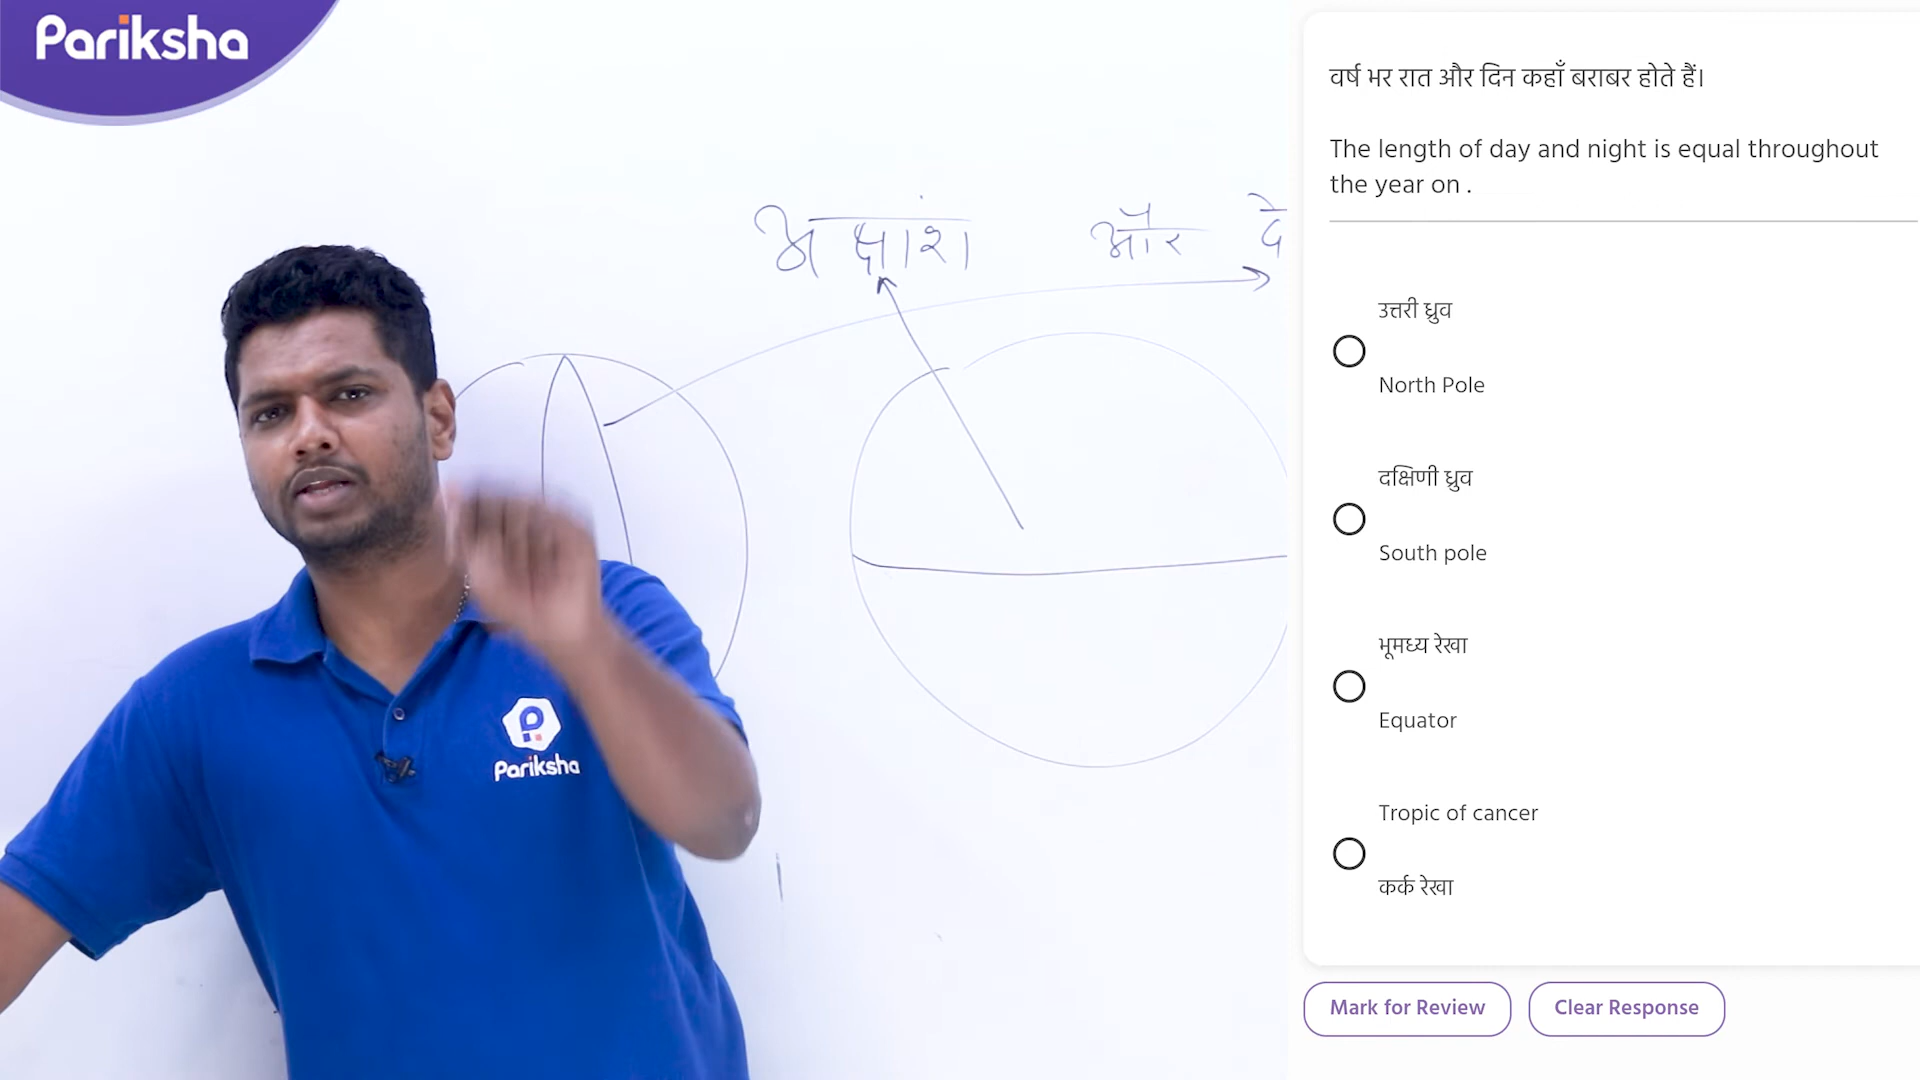 Pariksha
वर्ष भर रात और दिन कहाँ बराबर होते हैं।
The length of day and night is equal throughout
the year on .
अक्षांश और दे
उत्तरी ध्रुव
North Pole
दक्षिणी ध्रुव
South pole
भूमध्य रेखा
Equator
Pariksha
Tropic of cancer
कर्क रेखा
Mark for Review
Clear Response